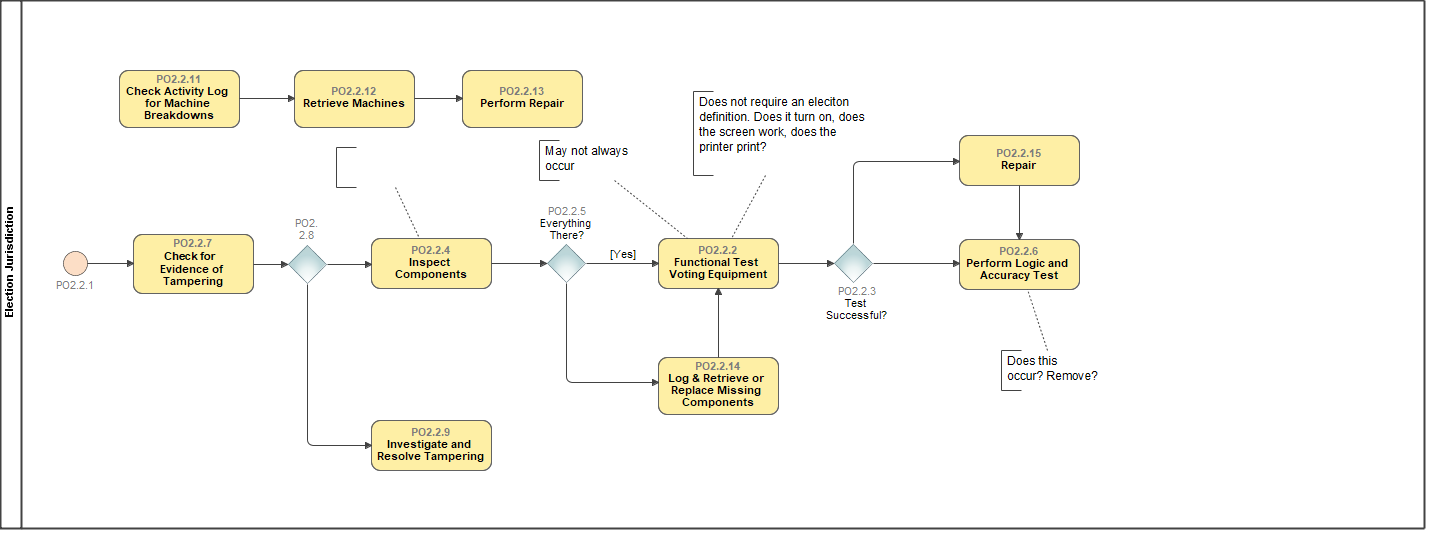 Election Jurisdiction
PO2.2.11
Check Activity Log
for Machine
Breakdowns
PO2.2.12
Retrieve Machines
PO2.2.13
Perform Repair
Does not require an eleciton
definition. Does it turn on, does
the screen work, does the
printer print?
May not always
occur
PO2.2.15
Repair
PO2.2.1
PO2.2.7
Check for
Evidence of
Tampering
PO2.
2.8
PO2.2.4
Inspect
Components
PO2.2.5
Everything
There?
[Yes]
PO2.2.2
Functional Test
Voting Equipment
PO2.2.3
Test
Successful?
PO2.2.6
Perform Logic and
Accuracy Test
PO2.2.14
Log & Retrieve or
Replace Missing
Components
Does this
occur? Remove?
PO2.2.9
Investigate and
Resolve Tampering